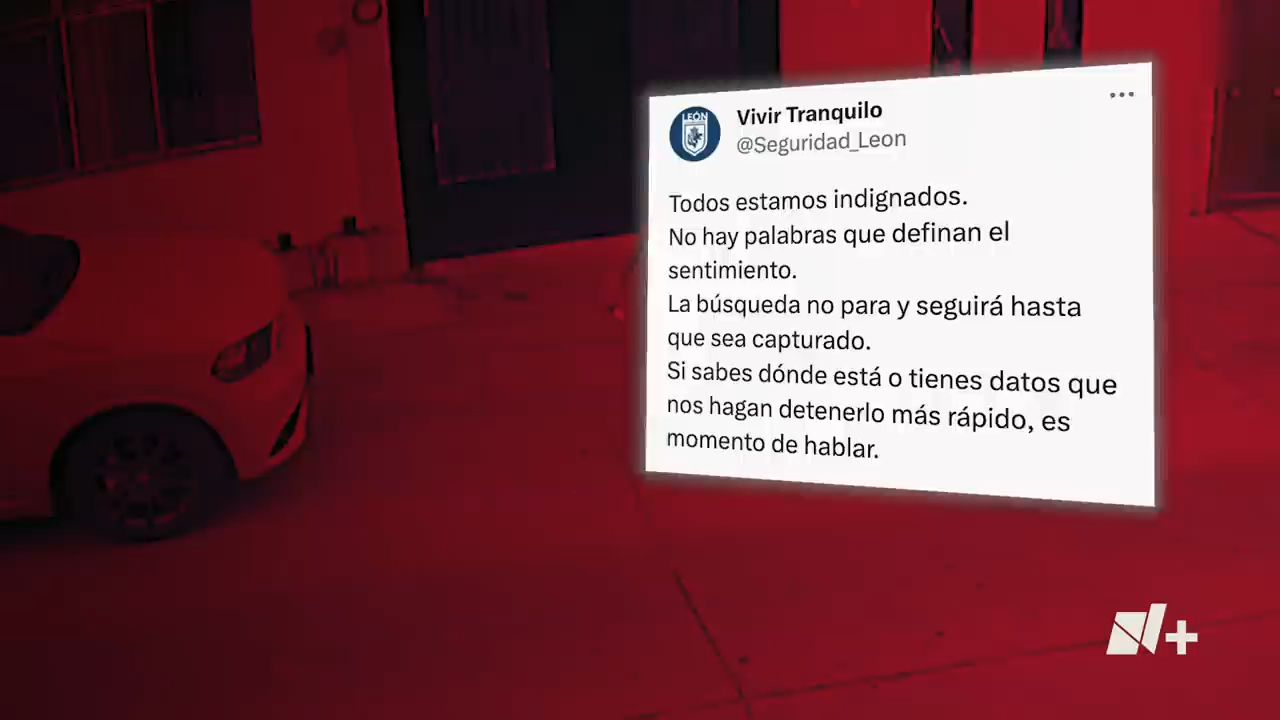 LEÓN
Vivir Tranquilo
@Seguridad_Leon
Todos estamos indignados.
No hay palabras que definan el
sentimiento.
La búsqueda no para y seguirá hasta
que sea capturado.
Si sabes dónde está o tienes datos que
nos hagan detenerlo más rápido, es
momento de hablar.
N+